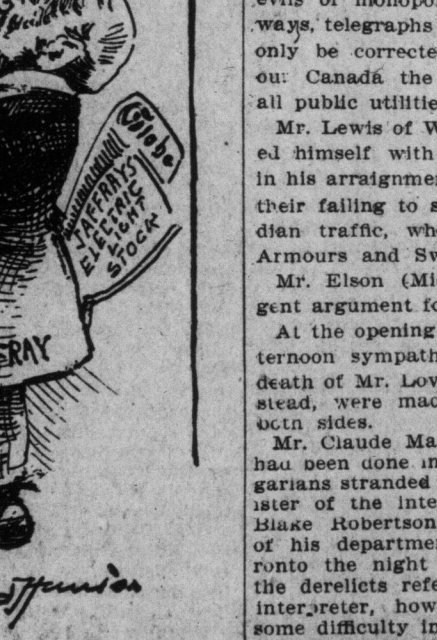 Globe
JAFFRAYS
ELECTRIC
LIGHT
STOCK
RAY
evils of monopol
ways, telegraphs
only be correcte
out Canada the
all public utilitie
Mr. Lewis of W
ed himself with
in his arraignmen
their failing to s
dian traffic, wh
Armours and Sw
Mr. Elson (Mi
gent argument fo
At the opening
ternoon sympath
death of Mr. Lov
stead, were mad
both sides.
Mr. Claude Ma
had been done in
garians stranded
ister of the inte
Blake Robertson
of his departme
ronto the night
the derelicts refe
interpreter, how
some difficulty in